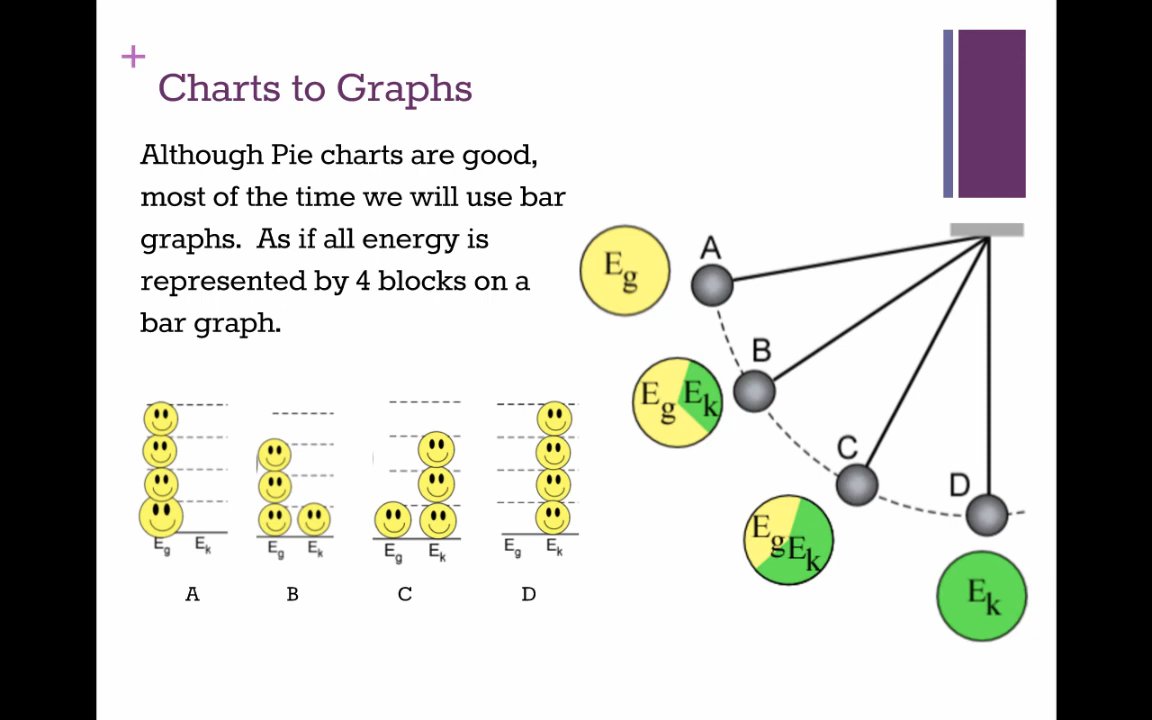 +
Charts to Graphs
Although Pie charts are good,
most of the time we will use bar
graphs. As if all energy is
represented by 4 blocks on a
bar graph.
Eg
A
B
Eg Ek
C
D
Eg Ek
Ek
Eg Ek
Eg Ek
Eg Ek
Eg Ek
A B C D